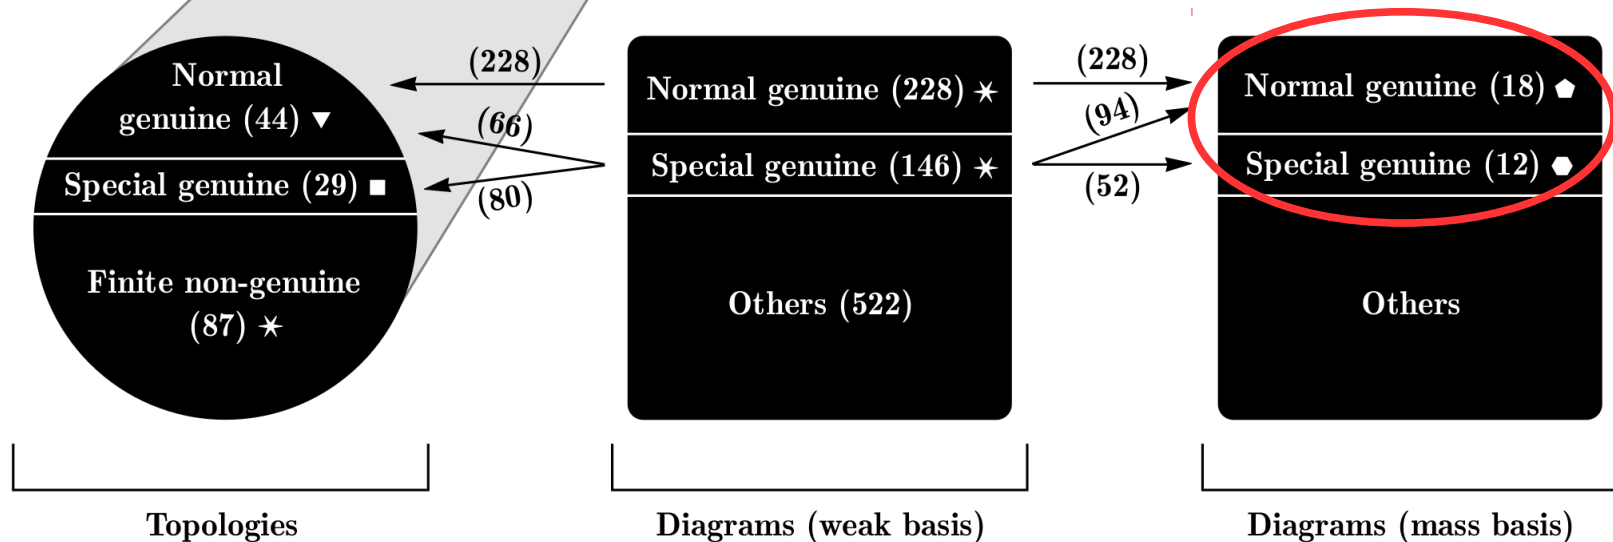 Normal
genuine (44) ▼
Special genuine (29) ■
Finite non-genuine
(87) ✶
(228)
(66)
(80)
Normal genuine (228) ✶
Special genuine (146) ✶
Others (522)
(228)
(94)
(52)
Normal genuine (18) ⬟
Special genuine (12) ⬣
Others
Topologies
Diagrams (weak basis)
Diagrams (mass basis)